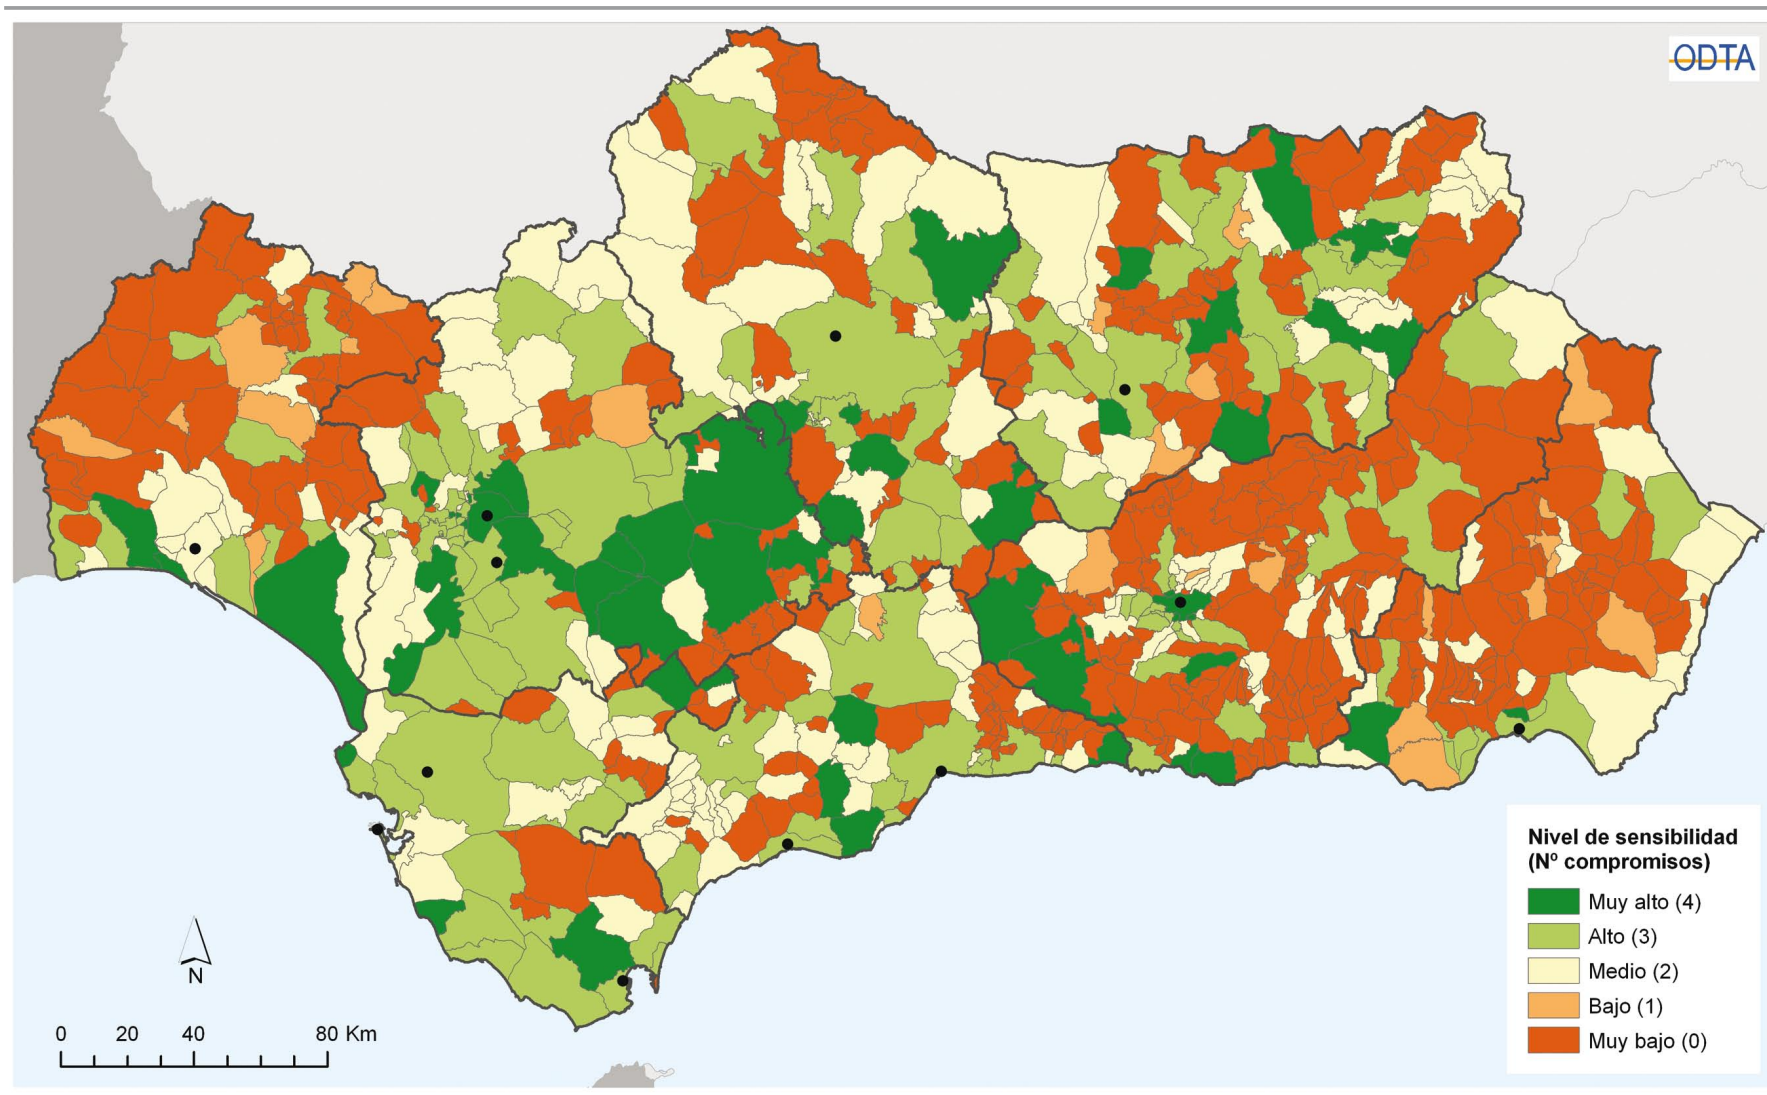 ODTA
Nivel de sensibilidad
(Nº compromisos)
Muy alto (4)
Alto (3)
Medio (2)
Bajo (1)
Muy bajo (0)
N
0 20 40 80 Km